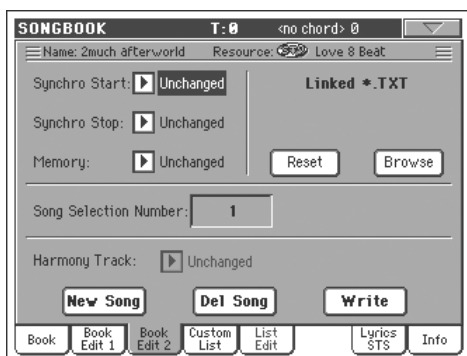 SONGBOOK T:0 <no chord> 0
Name: 2much afterworld Resource: Love 8 Beat
Synchro Start: Unchanged Linked *.TXT
Synchro Stop: Unchanged
Memory: Unchanged Reset Browse
Song Selection Number: 1
Harmony Track: Unchanged
New Song Del Song Write
Book Book Edit 1 Book Edit 2 Custom List List Edit Lyrics STS Info